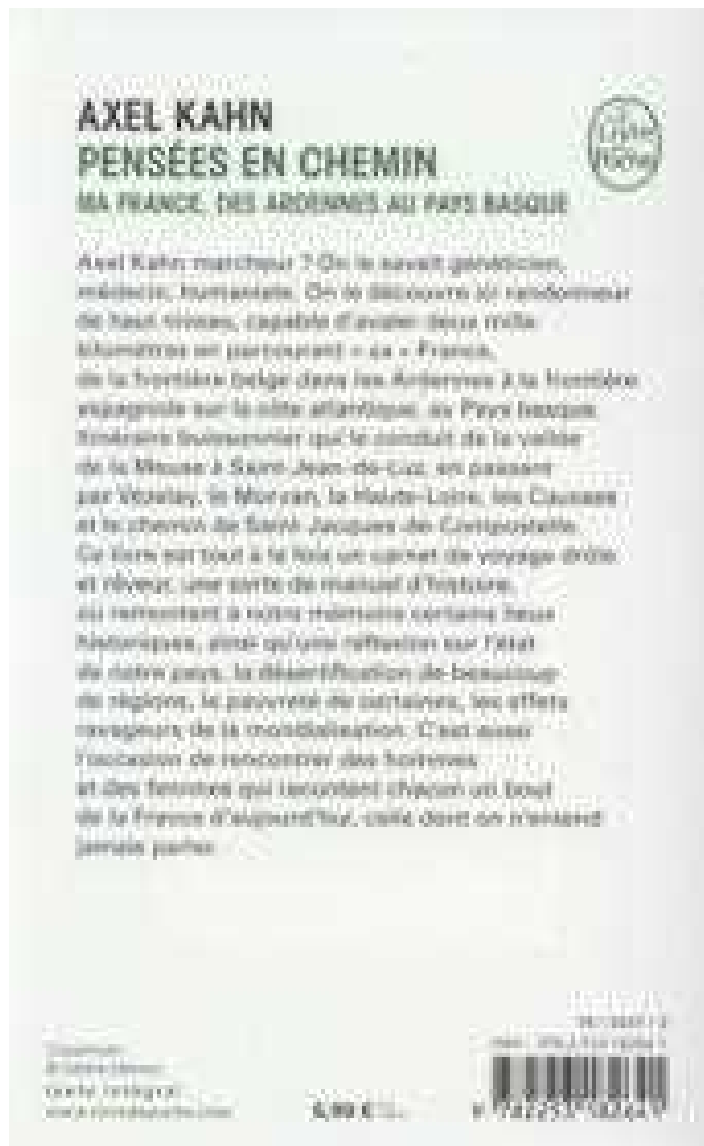 AXEL KAHN
PENSÉES EN CHEMIN
MA FRANCE, DES ARDENNES AU PAYS BASQUE
Le Livre de Poche
Axel Kahn marcheur ? On le savait généticien,
médecin, humaniste. On le découvre ici randonneur
de haut niveau, capable d'avaler deux mille
kilomètres en parcourant « sa » France,
de la frontière belge dans les Ardennes à la frontière
espagnole sur la côte atlantique, au Pays basque.
Itinéraire buissonnier qui le conduit de la vallée
de la Meuse à Saint-Jean-de-Luz, en passant
par Vézelay, le Morvan, la Haute-Loire, les Causses
et le chemin de Saint-Jacques-de-Compostelle.
Ce livre est tout à la fois un carnet de voyage drôle
et rêveur, une sorte de manuel d'histoire,
où remontent à notre mémoire certains lieux
historiques, ainsi qu'une réflexion sur l'état
de notre pays, la désertification de beaucoup
de régions, la pauvreté de certaines, les effets
ravageurs de la mondialisation. C'est aussi
l'occasion de rencontrer des hommes
et des femmes qui racontent chacun un bout
de la France d'aujourd'hui, celle dont on n'entend
jamais parler.
texte intégral
6,90 €